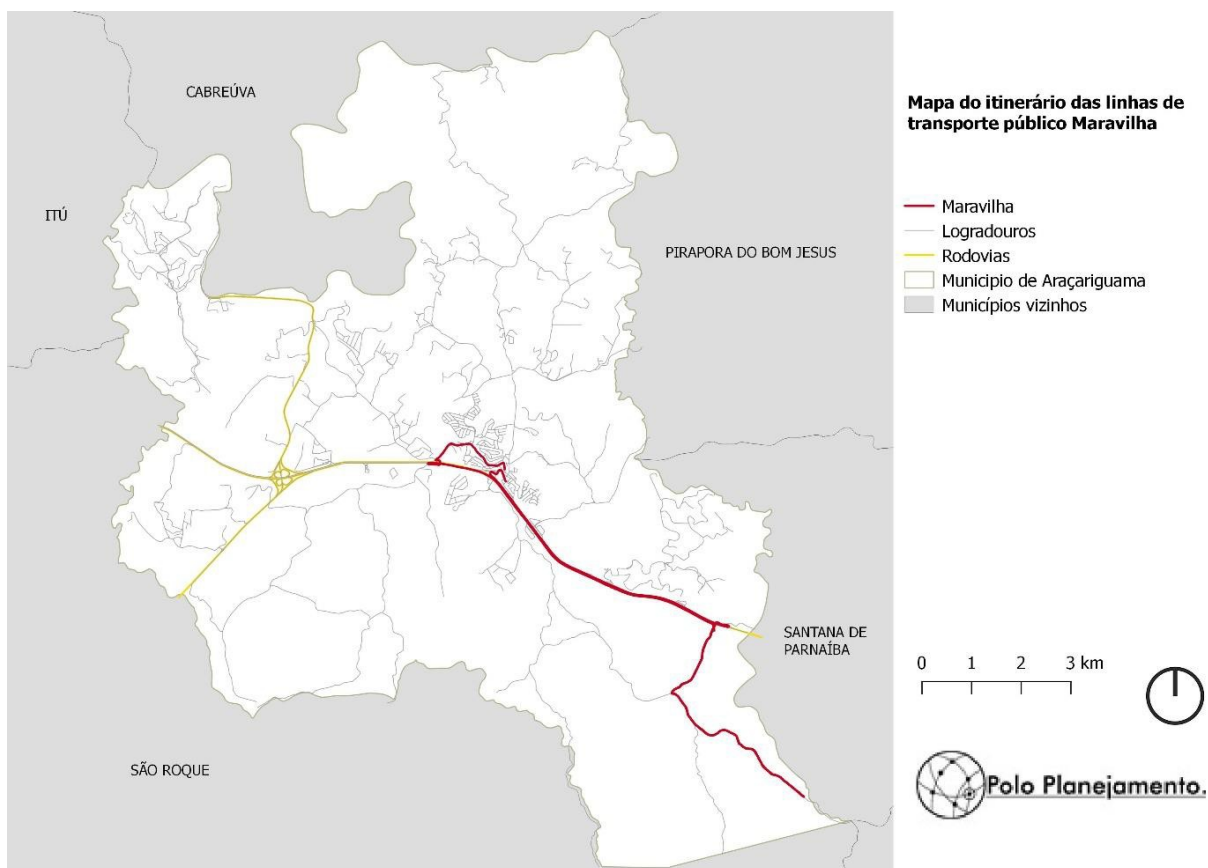 CABREÚVA
ITÚ
PIRAPORA DO BOM JESUS
SANTANA DE
PARNAÍBA
SÃO ROQUE
Mapa do itinerário das linhas de
transporte público Maravilha
Maravilha
Logradouros
Rodovias
Municipio de Araçariguama
Municípios vizinhos
0 1 2 3 km
Polo Planejamento.